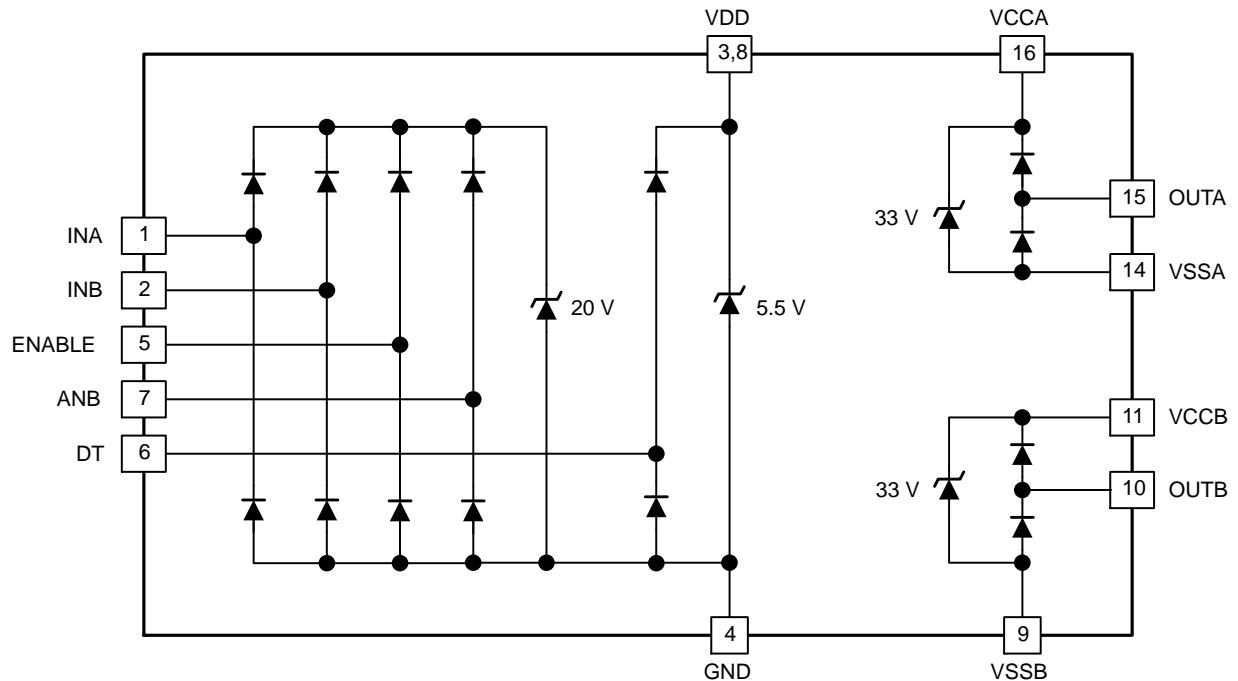 VDD
VCCA
3,8
16
INA 1
INB 2
ENABLE 5
ANB 7
DT 6
20 V
5.5 V
33 V
15 OUTA
14 VSSA
33 V
11 VCCB
10 OUTB
4
9
GND
VSSB